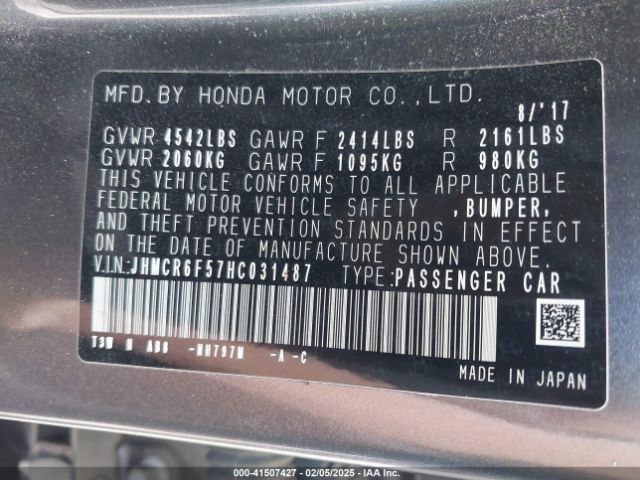 MFD. BY HONDA MOTOR CO., LTD.
8/'17
GVWR 4542LBS GAWR F 2414LBS R 2161LBS
GVWR 2060KG GAWR F 1095KG R 980KG
THIS VEHICLE CONFORMS TO ALL APPLICABLE
FEDERAL MOTOR VEHICLE SAFETY ,BUMPER,
AND THEFT PREVENTION STANDARDS IN EFFECT
ON THE DATE OF MANUFACTURE SHOWN ABOVE.
V.I.N: JHMCR6F57HC031487 TYPE: PASSENGER CAR
-NH797M -A -C
MADE IN JAPAN
000-41507427 - 02/05/2025 - IAA Inc.